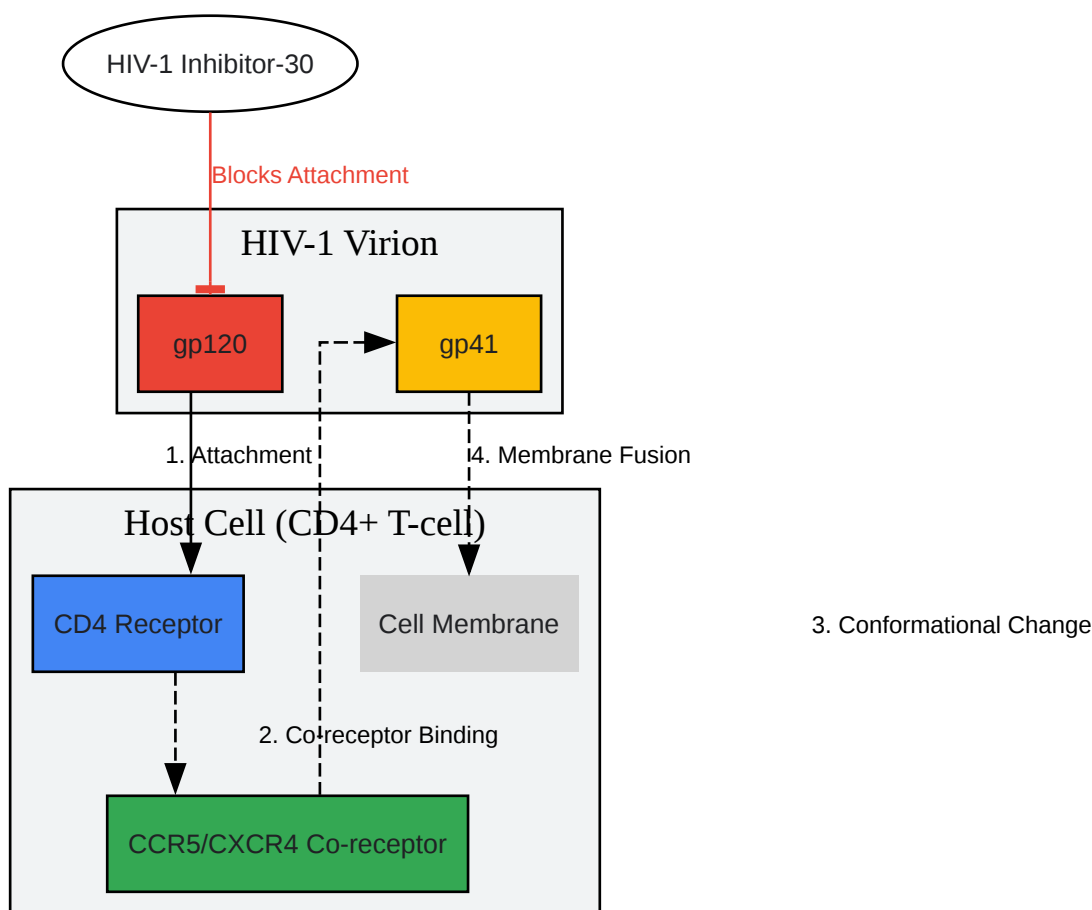 HIV-1 Inhibitor-30
Blocks Attachment
HIV-1 Virion
gp120
gp41
1. Attachment
4. Membrane Fusion
Host Cell (CD4+ T-cell)
CD4 Receptor
Cell Membrane
3. Conformational Change
2. Co-receptor Binding
CCR5/CXCR4 Co-receptor